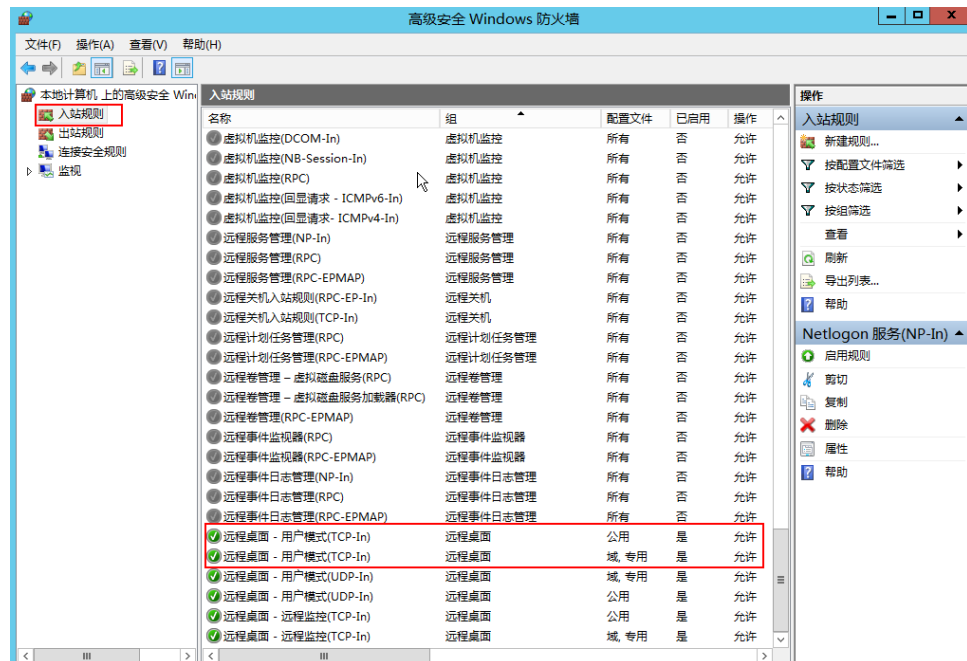 高级安全 Windows 防火墙
文件(F) 操作(A) 查看(V) 帮助(H)
本地计算机 上的高级安全 Win
入站规则
出站规则
连接安全规则
监视
入站规则
名称 组 配置文件 已启用 操作
虚拟机监控(DCOM-In) 虚拟机监控 所有 否 允许
虚拟机监控(NB-Session-In) 虚拟机监控 所有 否 允许
虚拟机监控(RPC) 虚拟机监控 所有 否 允许
虚拟机监控(回显请求 - ICMPv6-In) 虚拟机监控 所有 否 允许
虚拟机监控(回显请求- ICMPv4-In) 虚拟机监控 所有 否 允许
远程服务管理(NP-In) 远程服务管理 所有 否 允许
远程服务管理(RPC) 远程服务管理 所有 否 允许
远程服务管理(RPC-EPMAP) 远程服务管理 所有 否 允许
远程关机入站规则(RPC-EP-In) 远程关机 所有 否 允许
远程关机入站规则(TCP-In) 远程关机 所有 否 允许
远程计划任务管理(RPC) 远程计划任务管理 所有 否 允许
远程计划任务管理(RPC-EPMAP) 远程计划任务管理 所有 否 允许
远程卷管理 – 虚拟磁盘服务(RPC) 远程卷管理 所有 否 允许
远程卷管理 – 虚拟磁盘服务加载器(RPC) 远程卷管理 所有 否 允许
远程卷管理(RPC-EPMAP) 远程卷管理 所有 否 允许
远程事件监视器(RPC) 远程事件监视器 所有 否 允许
远程事件监视器(RPC-EPMAP) 远程事件监视器 所有 否 允许
远程事件日志管理(NP-In) 远程事件日志管理 所有 否 允许
远程事件日志管理(RPC) 远程事件日志管理 所有 否 允许
远程事件日志管理(RPC-EPMAP) 远程事件日志管理 所有 否 允许
远程桌面 - 用户模式(TCP-In) 远程桌面 公用 是 允许
远程桌面 - 用户模式(TCP-In) 远程桌面 域, 专用 是 允许
远程桌面 - 用户模式(UDP-In) 远程桌面 域, 专用 是 允许
远程桌面 - 用户模式(UDP-In) 远程桌面 公用 是 允许
远程桌面 - 远程监控(TCP-In) 远程桌面 公用 是 允许
远程桌面 - 远程监控(TCP-In) 远程桌面 域, 专用 是 允许
操作
入站规则
新建规则...
按配置文件筛选
按状态筛选
按组筛选
查看
刷新
导出列表...
帮助
Netlogon 服务(NP-In)
启用规则
剪切
复制
删除
属性
帮助